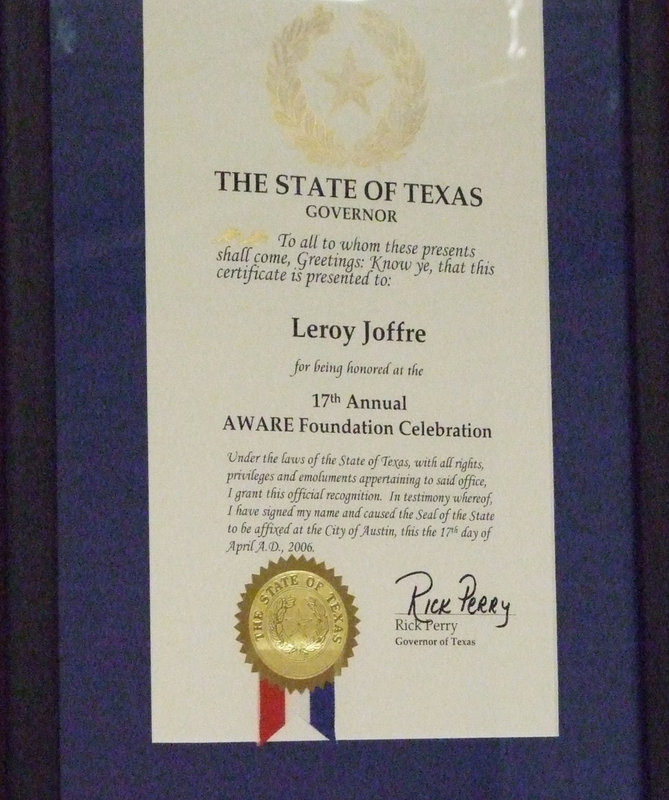 THE STATE OF TEXAS
GOVERNOR
To all to whom these presents
shall come, Greetings: Know ye, that this
certificate is presented to:
Leroy Joffre
for being honored at the
17th Annual
AWARE Foundation Celebration
Under the laws of the State of Texas, with all rights,
privileges and emoluments appertaining to said office,
I grant this official recognition. In testimony whereof,
I have signed my name and caused the Seal of the State
to be affixed at the City of Austin, this the 17th day of
April A.D., 2006.
THE STATE OF TEXAS
RICK PERRY
Rick Perry
Governor of Texas